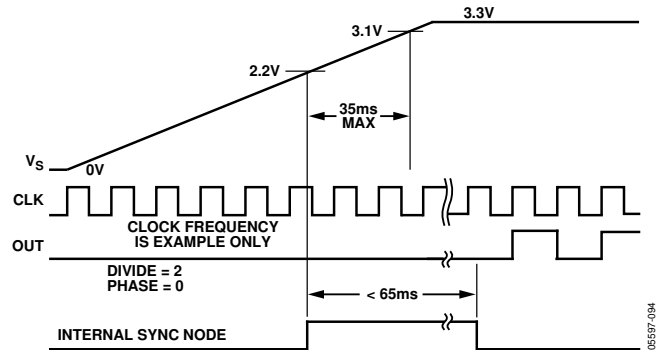 3.3V
3.1V
2.2V
35ms
MAX
VS
0V
CLK
CLOCK FREQUENCY
IS EXAMPLE ONLY
OUT
DIVIDE = 2
PHASE = 0
< 65ms
INTERNAL SYNC NODE
05597-094